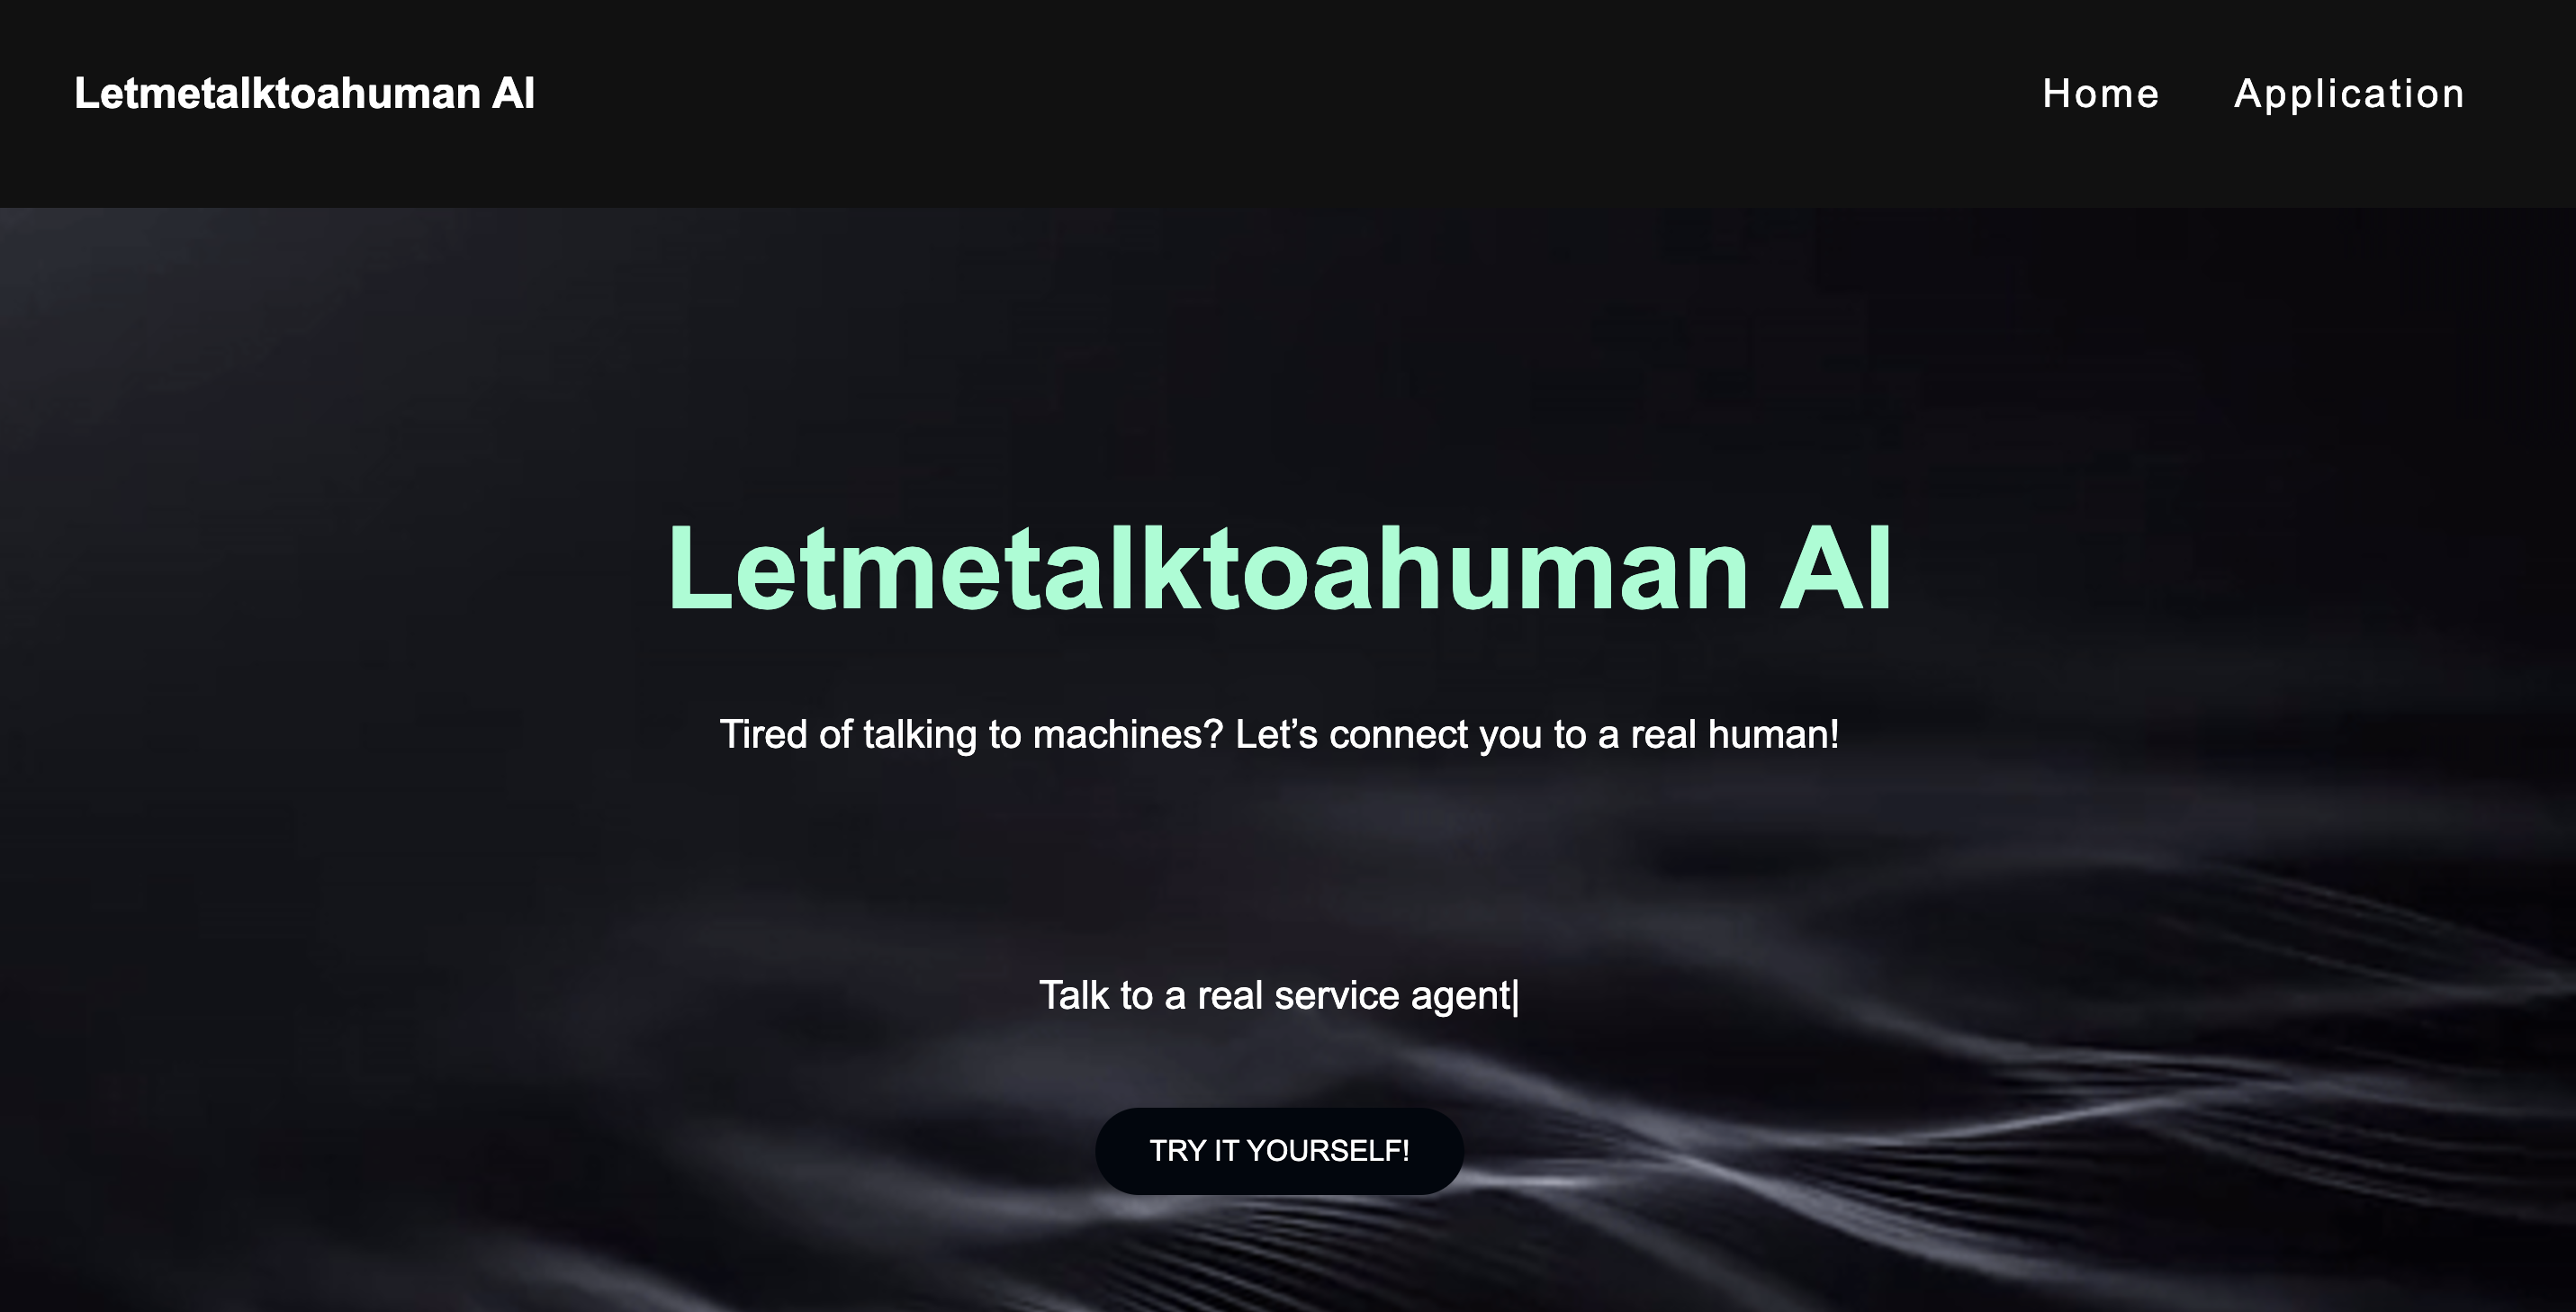 Letmetalktoahuman AI
Home Application
Letmetalktoahuman AI
Tired of talking to machines? Let’s connect you to a real human!
Talk to a real service agent|
TRY IT YOURSELF!